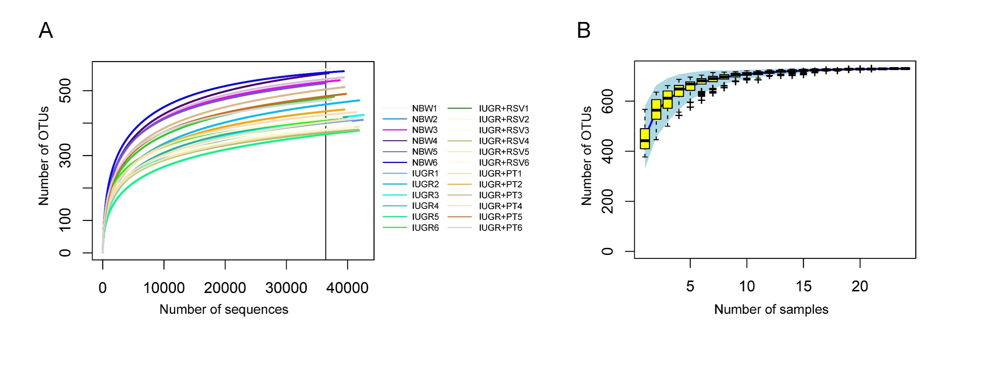 A
B
Number of OTUs
500
300
100
0
0 10000 20000 30000 40000
Number of sequences
NBW1 IUGR+RSV1
NBW2 IUGR+RSV2
NBW3 IUGR+RSV3
NBW4 IUGR+RSV4
NBW5 IUGR+RSV5
NBW6 IUGR+RSV6
IUGR1 IUGR+PT1
IUGR2 IUGR+PT2
IUGR3 IUGR+PT3
IUGR4 IUGR+PT4
IUGR5 IUGR+PT5
IUGR6 IUGR+PT6
Number of OTUs
600
400
200
0
5 10 15 20
Number of samples